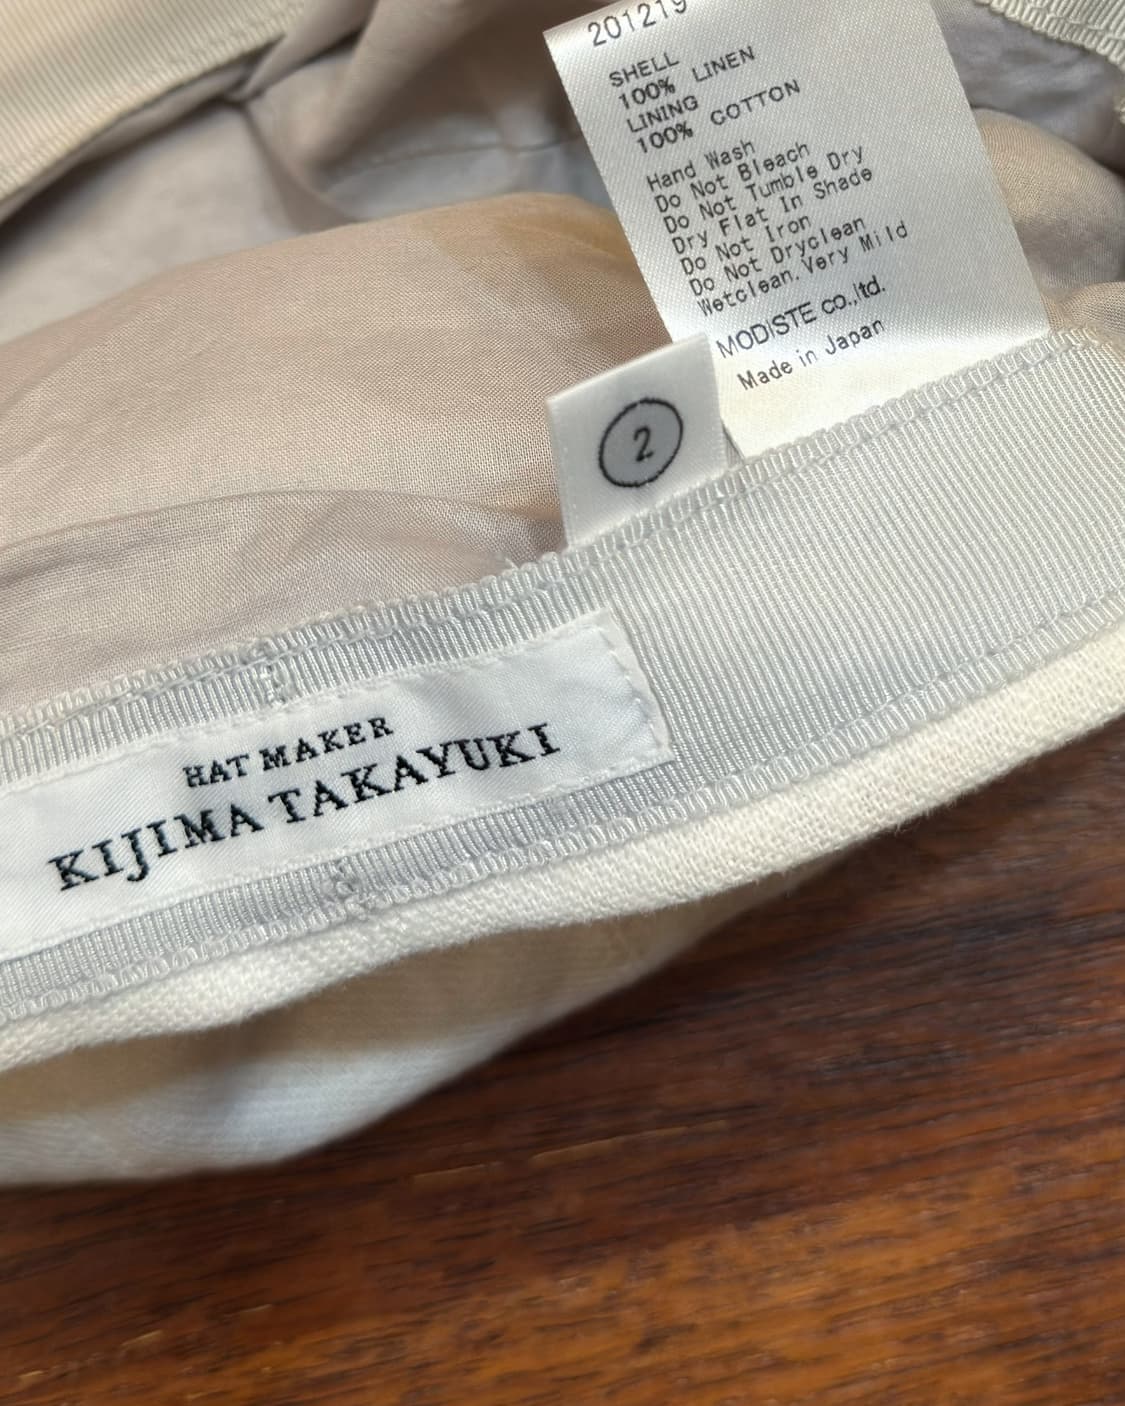 201219
SHELL
100% LINEN
LINING
100% COTTON
Hand Wash
Do Not Bleach
Do Not Tumble Dry
Dry Flat In Shade
Do Not Iron
Do Not Dryclean
Wetclean.Very Mild
MODISTE co.,ltd.
Made in Japan
2
HAT MAKER
KIJIMA TAKAYUKI